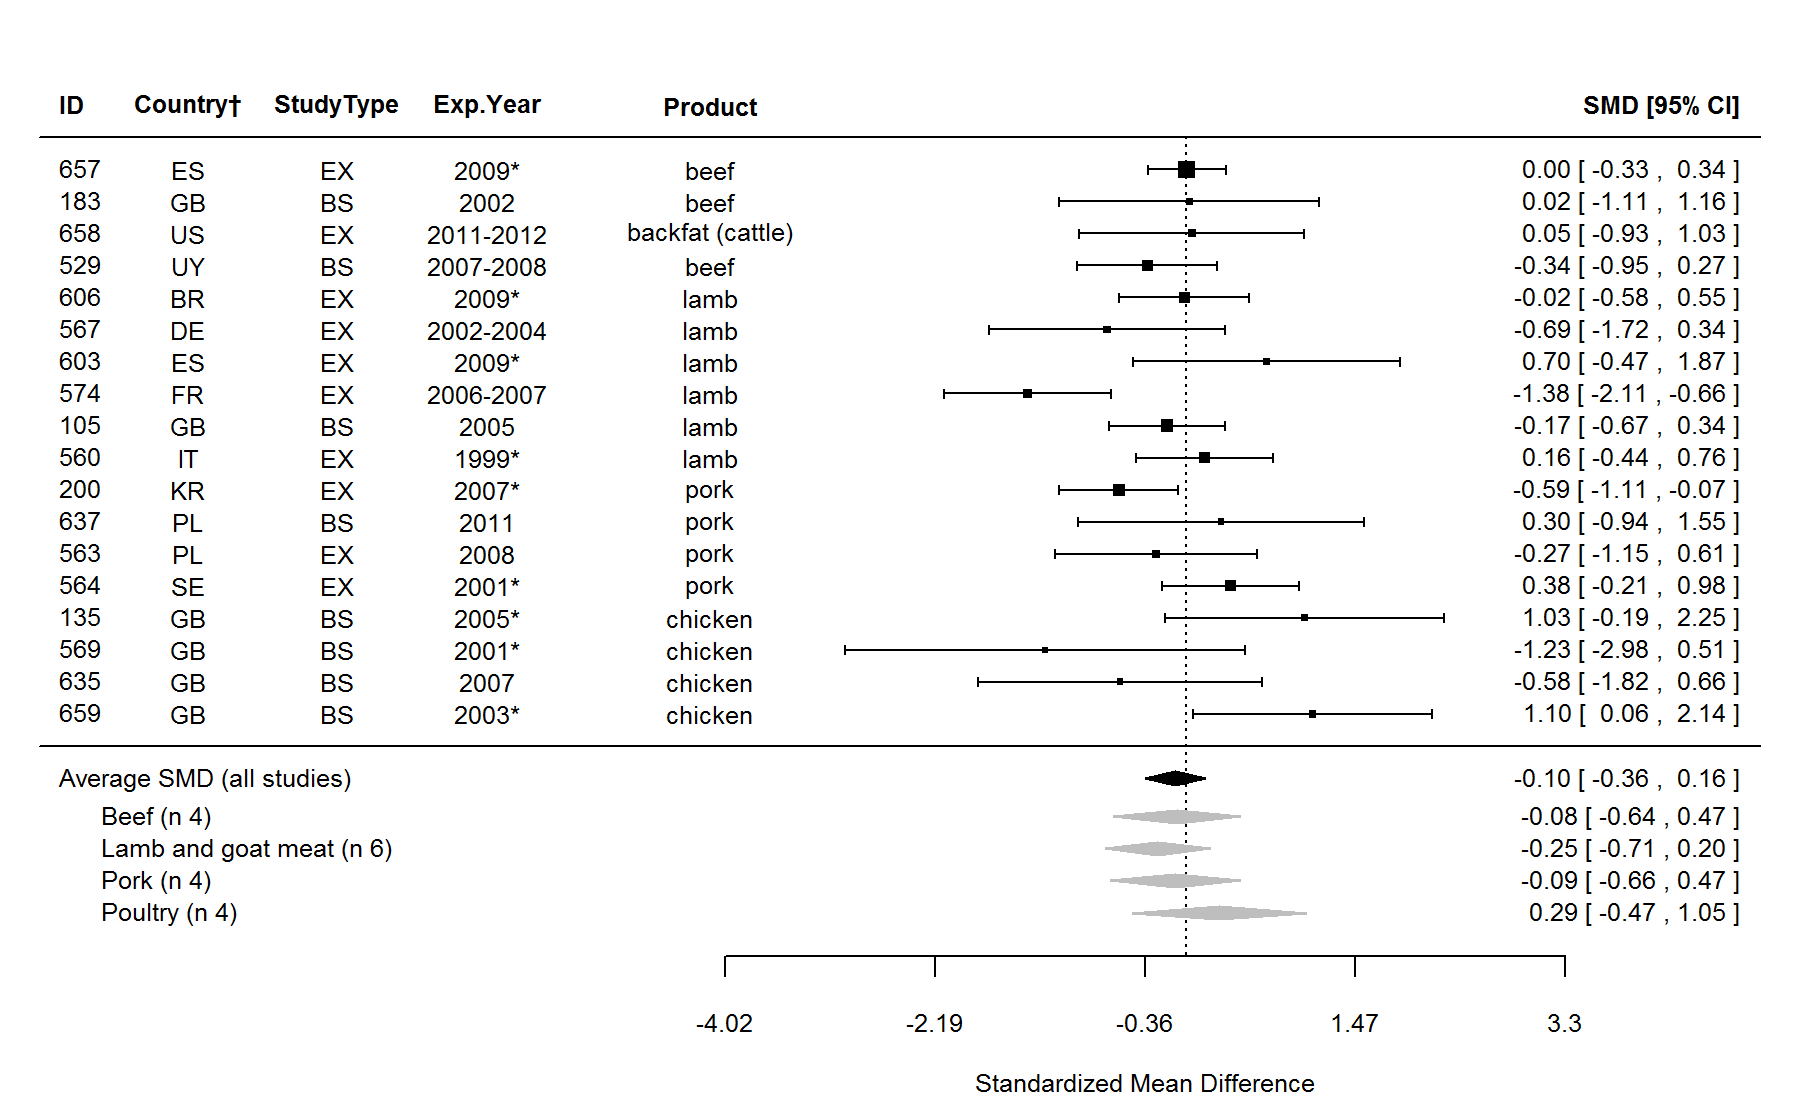 ID Country† StudyType Exp.Year Product SMD [95% CI]
657 ES EX 2009* beef 0.00 [ -0.33 , 0.34 ]
183 GB BS 2002 beef 0.02 [ -1.11 , 1.16 ]
658 US EX 2011-2012 backfat (cattle) 0.05 [ -0.93 , 1.03 ]
529 UY BS 2007-2008 beef -0.34 [ -0.95 , 0.27 ]
606 BR EX 2009* lamb -0.02 [ -0.58 , 0.55 ]
567 DE EX 2002-2004 lamb -0.69 [ -1.72 , 0.34 ]
603 ES EX 2009* lamb 0.70 [ -0.47 , 1.87 ]
574 FR EX 2006-2007 lamb -1.38 [ -2.11 , -0.66 ]
105 GB BS 2005 lamb -0.17 [ -0.67 , 0.34 ]
560 IT EX 1999* lamb 0.16 [ -0.44 , 0.76 ]
200 KR EX 2007* pork -0.59 [ -1.11 , -0.07 ]
637 PL BS 2011 pork 0.30 [ -0.94 , 1.55 ]
563 PL EX 2008 pork -0.27 [ -1.15 , 0.61 ]
564 SE EX 2001* pork 0.38 [ -0.21 , 0.98 ]
135 GB BS 2005* chicken 1.03 [ -0.19 , 2.25 ]
569 GB BS 2001* chicken -1.23 [ -2.98 , 0.51 ]
635 GB BS 2007 chicken -0.58 [ -1.82 , 0.66 ]
659 GB BS 2003* chicken 1.10 [ 0.06 , 2.14 ]
Average SMD (all studies) -0.10 [ -0.36 , 0.16 ]
Beef (n 4) -0.08 [ -0.64 , 0.47 ]
Lamb and goat meat (n 6) -0.25 [ -0.71 , 0.20 ]
Pork (n 4) -0.09 [ -0.66 , 0.47 ]
Poultry (n 4) 0.29 [ -0.47 , 1.05 ]
-4.02 -2.19 -0.36 1.47 3.3
Standardized Mean Difference